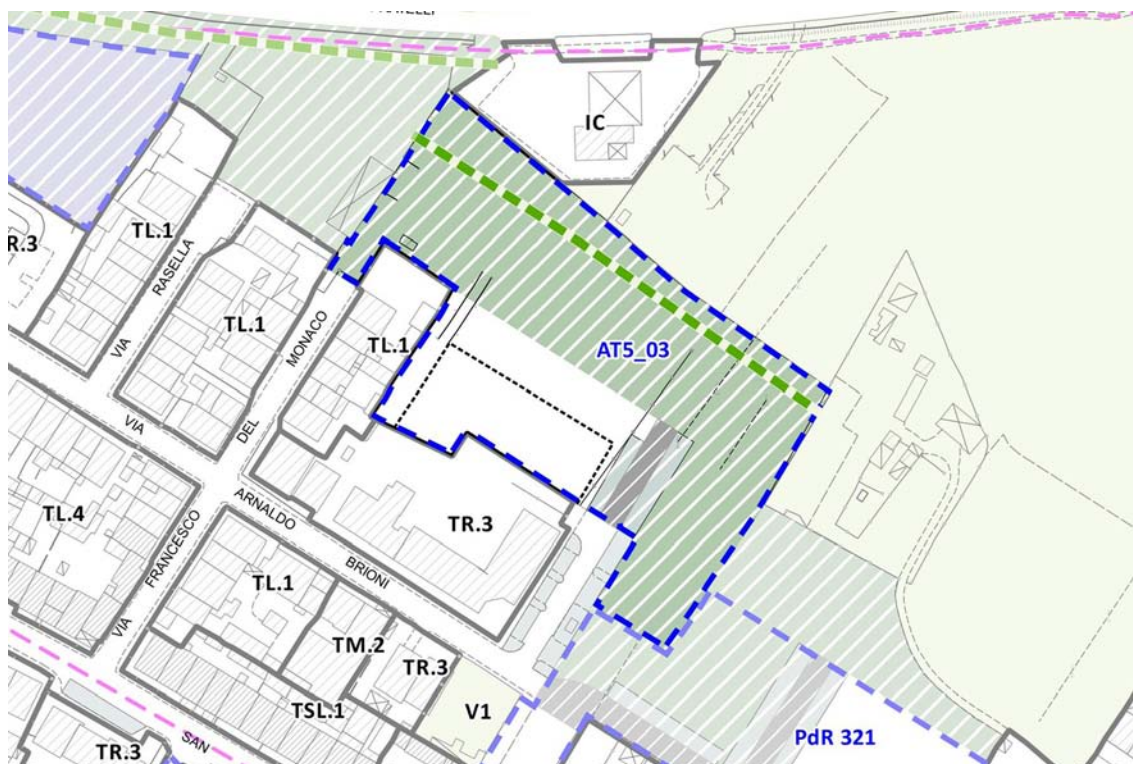 IC
R.3
TL.1
VIA
RASELLA
TL.1
TL.1
AT5_03
VIA
DEL
MONACO
TL.4
FRANCESCO
VIA
ARNALDO
BRIONI
TR.3
TL.1
TM.2
TR.3
TSL.1
V1
SAN
TR.3
PdR 321